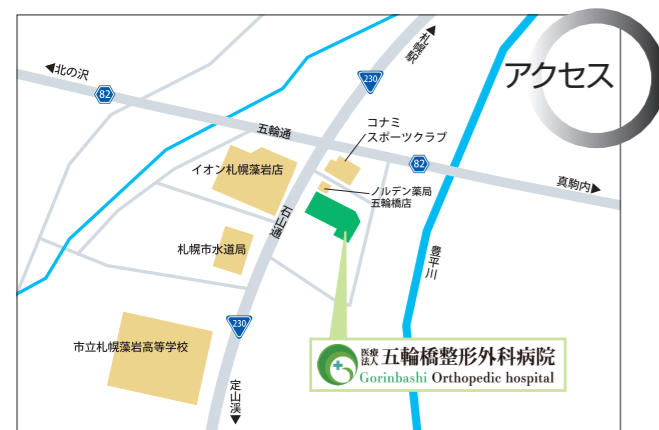 アクセス
◀北の沢
82
▲札幌駅
230
五輪通
コナミ
スポーツクラブ
82
イオン札幌藻岩店
ノルデン薬局
五輪橋店
真駒内▶
石山通
札幌市水道局
豊平川
230
市立札幌藻岩高等学校
定山渓▼
医療
法人
五輪橋整形外科病院
Gorinbashi Orthopedic hospital